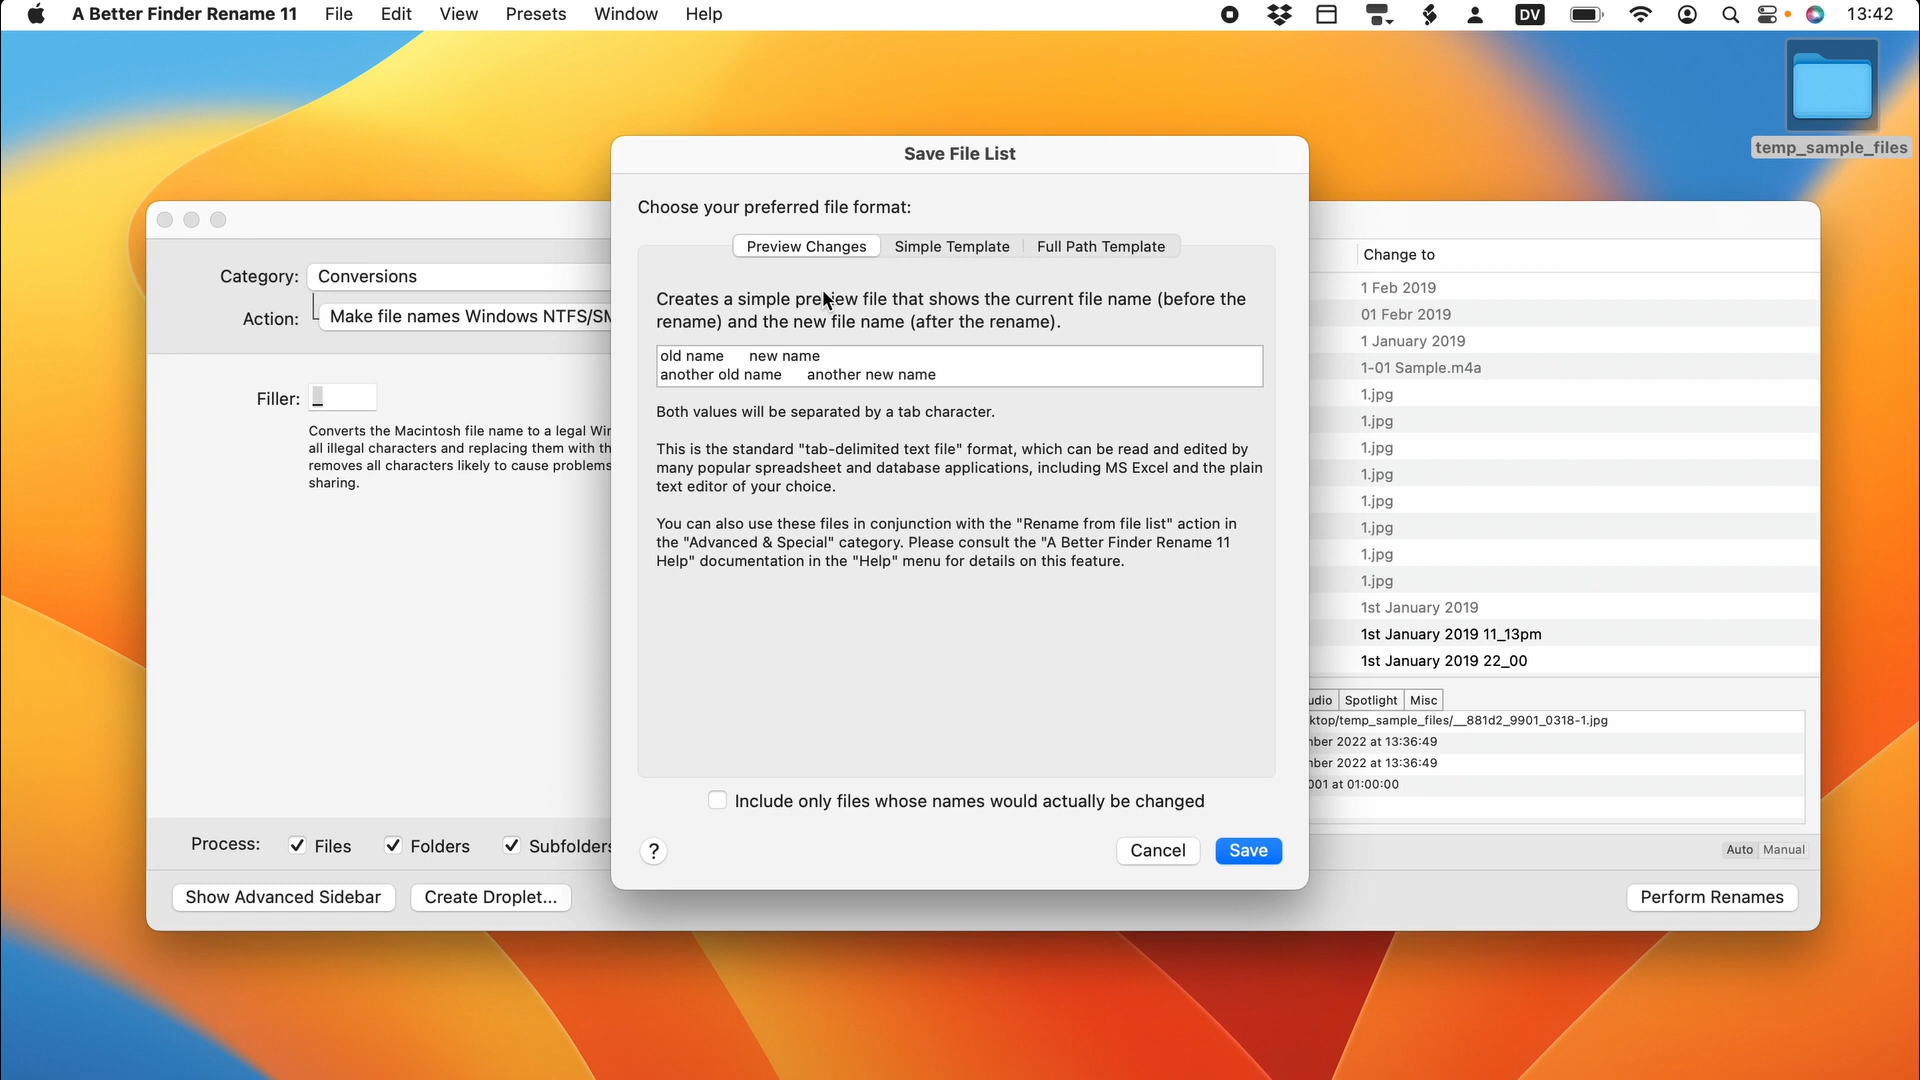 A Better Finder Rename 11 File Edit View Presets Window Help DV 13:42
temp_sample_files
Save File List
Choose your preferred file format:
Preview Changes Simple Template Full Path Template
Creates a simple preview file that shows the current file name (before the
rename) and the new file name (after the rename).
old name new name
another old name another new name
Both values will be separated by a tab character.
This is the standard "tab-delimited text file" format, which can be read and edited by
many popular spreadsheet and database applications, including MS Excel and the plain
text editor of your choice.
You can also use these files in conjunction with the "Rename from file list" action in
the "Advanced & Special" category. Please consult the "A Better Finder Rename 11
Help" documentation in the "Help" menu for details on this feature.
Include only files whose names would actually be changed
? Cancel Save
Category: Conversions
Action: Make file names Windows NTFS/SM
Filler: _
Converts the Macintosh file name to a legal Wi
all illegal characters and replacing them with th
removes all characters likely to cause problems
sharing.
Process: Files Folders Subfolders
Show Advanced Sidebar Create Droplet...
Change to
1 Feb 2019
01 Febr 2019
1 January 2019
1-01 Sample.m4a
1.jpg
1.jpg
1.jpg
1.jpg
1.jpg
1.jpg
1.jpg
1.jpg
1st January 2019
1st January 2019 11_13pm
1st January 2019 22_00
udio Spotlight Misc
ktop/temp_sample_files/__881d2_9901_0318-1.jpg
nber 2022 at 13:36:49
nber 2022 at 13:36:49
001 at 01:00:00
Auto Manual
Perform Renames